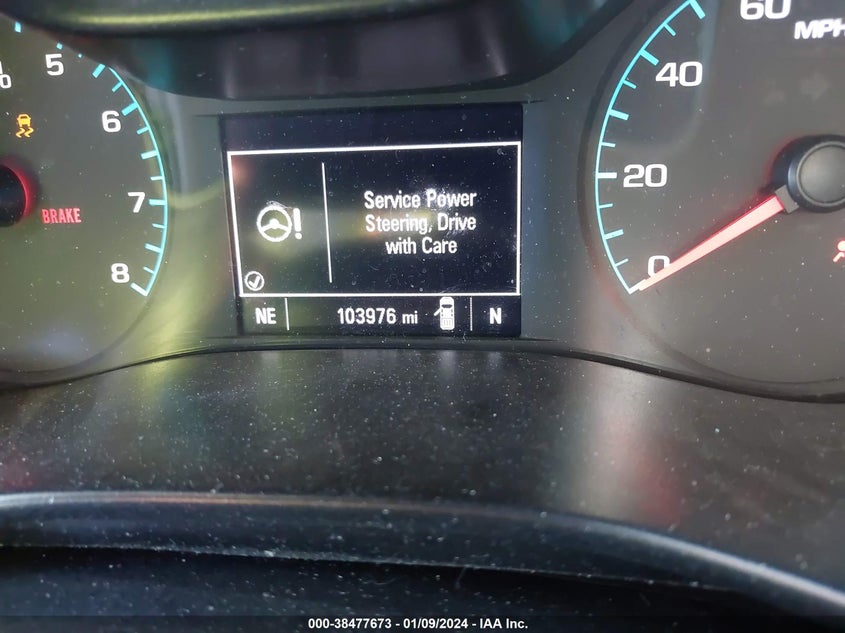 60
MPH
5
40
6
20
7
BRAKE
8
0
Service Power
Steering, Drive
with Care
NE
103976 mi
N
000-38477673 - 01/09/2024 - IAA Inc.